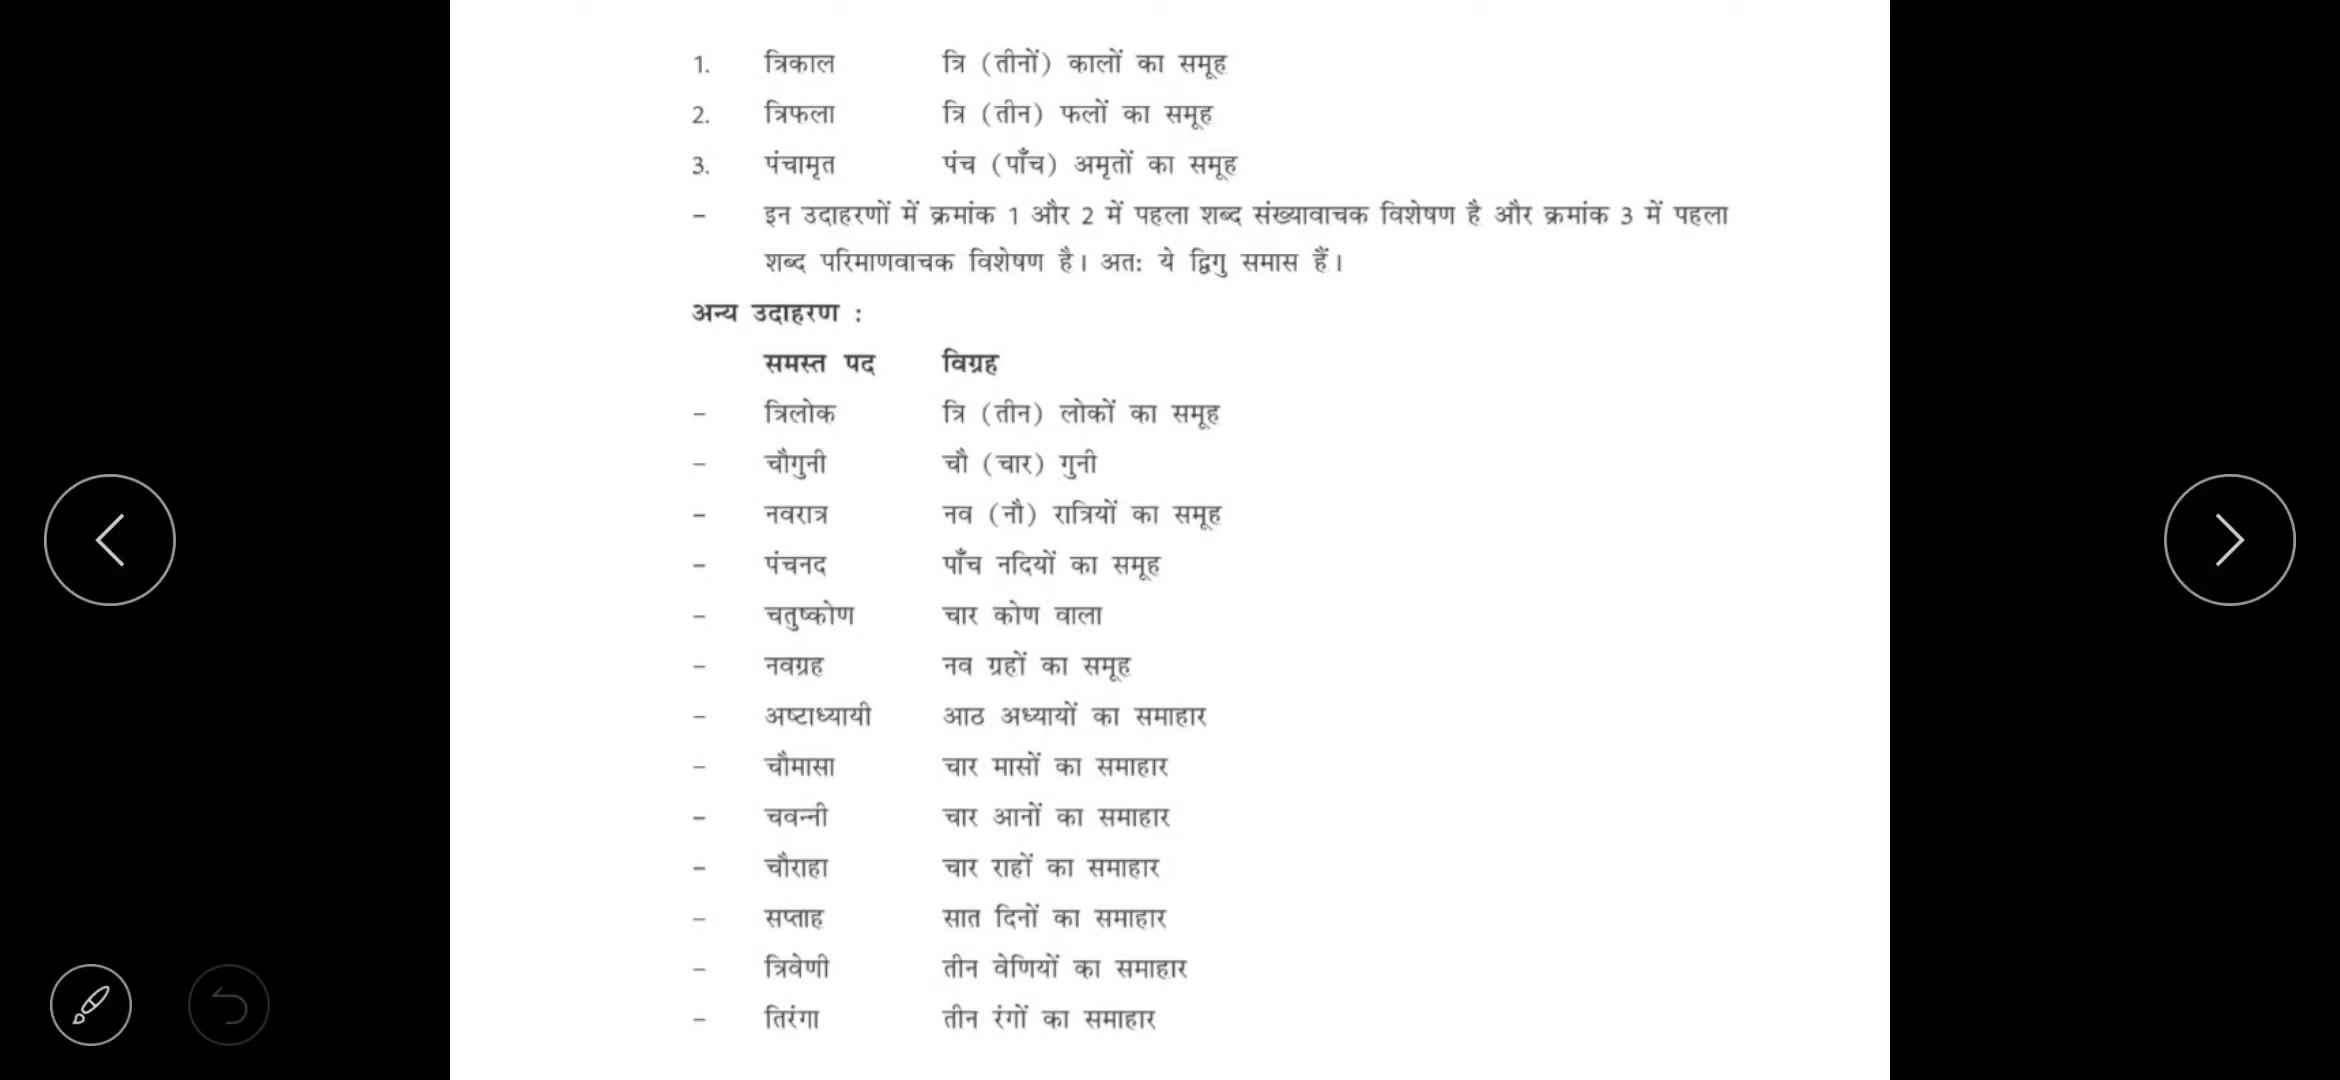 1. त्रिकाल त्रि (तीनों) कालों का समूह
2. त्रिफला त्रि (तीन) फलों का समूह
3. पंचामृत पंच (पाँच) अमृतों का समूह
– इन उदाहरणों में क्रमांक 1 और 2 में पहला शब्द संख्यावाचक विशेषण है और क्रमांक 3 में पहला
शब्द परिमाणवाचक विशेषण है। अतः ये द्विगु समास हैं।
अन्य उदाहरण :
समस्त पद विग्रह
– त्रिलोक त्रि (तीन) लोकों का समूह
– चौगुनी चौ (चार) गुनी
– नवरात्र नव (नौ) रात्रियों का समूह
– पंचनद पाँच नदियों का समूह
– चतुष्कोण चार कोण वाला
– नवग्रह नव ग्रहों का समूह
– अष्टाध्यायी आठ अध्यायों का समाहार
– चौमासा चार मासों का समाहार
– चवन्नी चार आनों का समाहार
– चौराहा चार राहों का समाहार
– सप्ताह सात दिनों का समाहार
– त्रिवेणी तीन वेणियों का समाहार
– तिरंगा तीन रंगों का समाहार